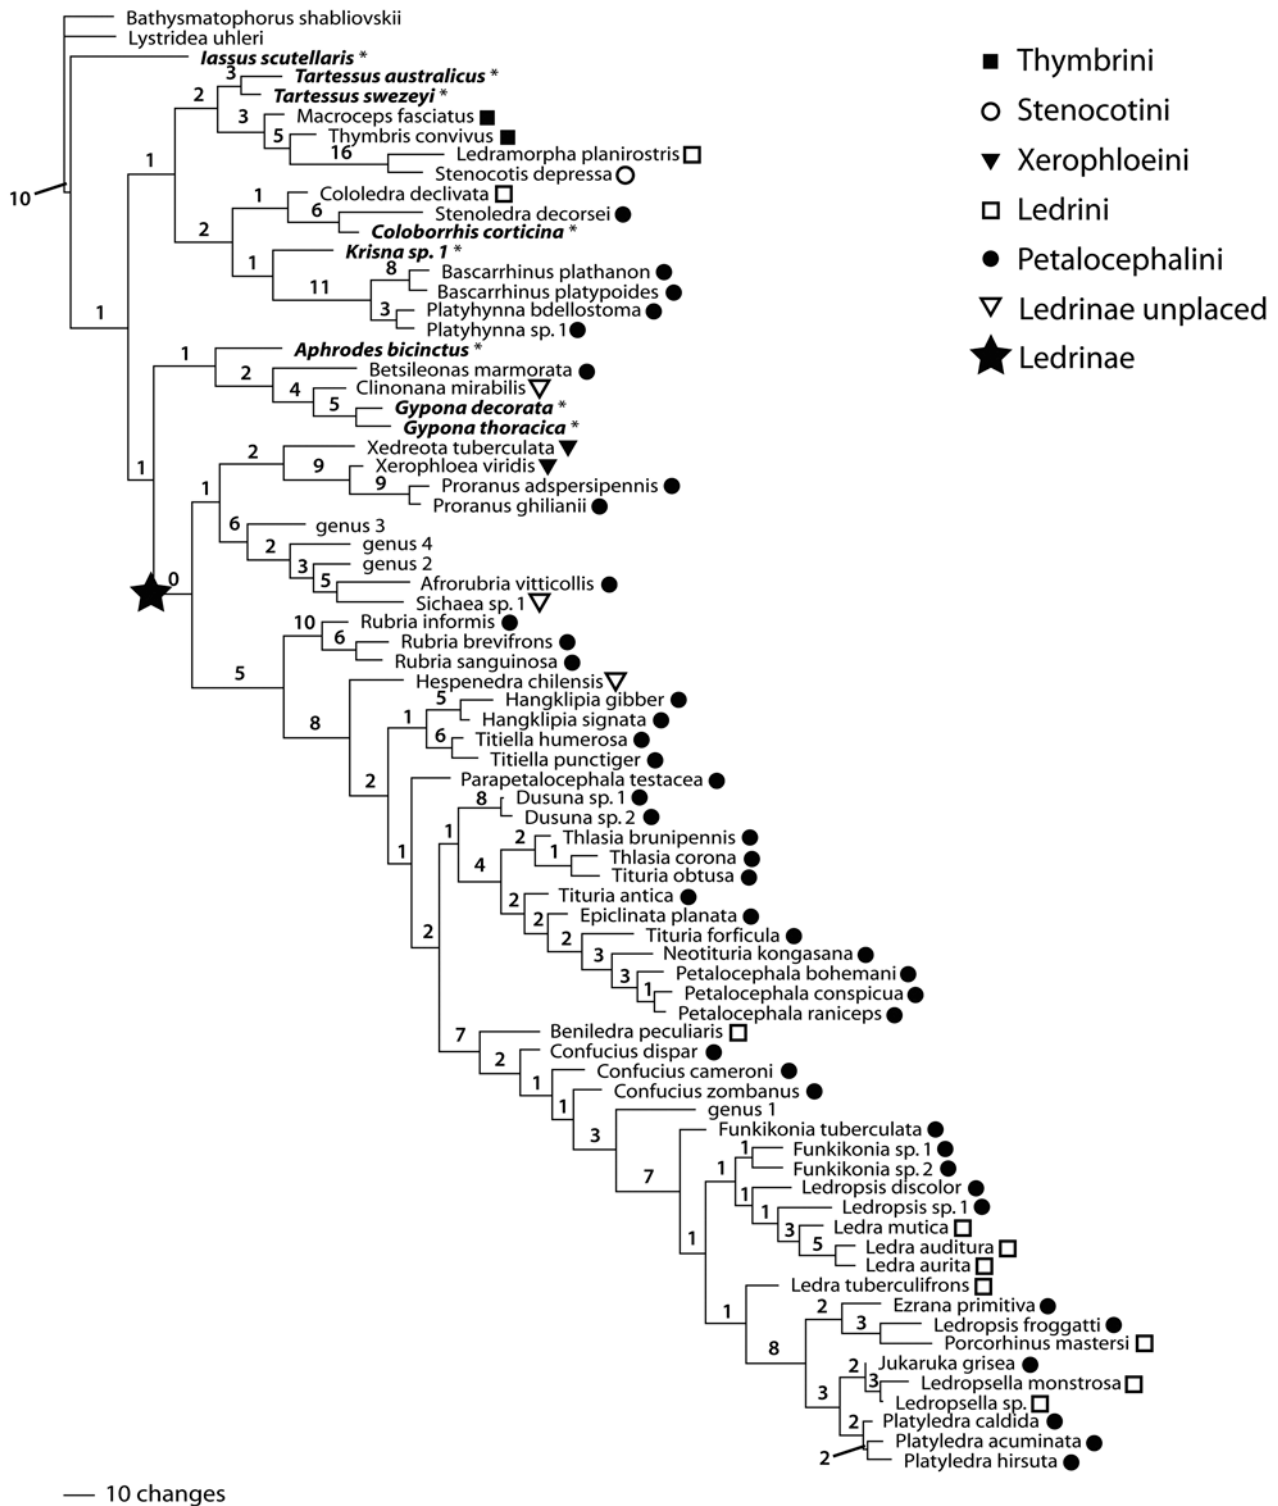 Bathysmatophorus shabliovskii
Lystridea uhleri
Iassus scutellaris *
3 Tartessus australicus *
2 Tartessus swezeyi *
3 Macroceps fasciatus
5 Thymbris convivus
1 16 Ledramorpha planirostris
Stenocotis depressa
10
1 Cololedra declivata
6 Stenoledra decorsei
2 Coloborrhis corticina *
Krisna sp. 1 *
1 8 Bascarrhinus plathanon
11 Bascarrhinus platypoides
1 3 Platyhynna bdellostoma
Platyhynna sp. 1
1 Aphrodes bicinctus *
2 Betsileonas marmorata
4 Clinonana mirabilis
5 Gypona decorata *
Gypona thoracica *
2 Xedreota tuberculata
1 9 Xerophloea viridis
1 9 Proranus adspersipennis
Proranus ghilianii
6 genus 3
2 genus 4
3 genus 2
0 5 Afrorubria vitticollis
Sichaea sp. 1
10 Rubria informis
6 Rubria brevifrons
Rubria sanguinosa
5 Hespenedra chilensis
5 Hangklipia gibber
8 1 Hangklipia signata
6 Titiella humerosa
Titiella punctiger
2 Parapetalocephala testacea
8 Dusuna sp. 1
Dusuna sp. 2
1 1 2 Thlasia brunipennis
4 1 Thlasia corona
Tituria obtusa
2 Tituria antica
2 Epiclinata planata
2 2 Tituria forficula
3 Neotituria kongasana
3 Petalocephala bohemani
1 Petalocephala conspicua
Petalocephala raniceps
7 Beniledra peculiaris
2 Confucius dispar
1 Confucius cameroni
1 Confucius zombanus
genus 1
3 Funkikonia tuberculata
1 Funkikonia sp. 1
7 1 Funkikonia sp. 2
1 Ledropsis discolor
1 Ledropsis sp. 1
1 3 Ledra mutica
5 Ledra auditura
Ledra aurita
1 Ledra tuberculifrons
2 Ezrana primitiva
3 Ledropsis froggatti
8 Porcorhinus mastersi
2 Jukaruka grisea
3 3 Ledropsella monstrosa
Ledropsella sp.
2 Platyledra caldida
2 Platyledra acuminata
Platyledra hirsuta
10 changes
Thymbrini
Stenocotini
Xerophloeini
Ledrini
Petalocephalini
Ledrinae unplaced
Ledrinae